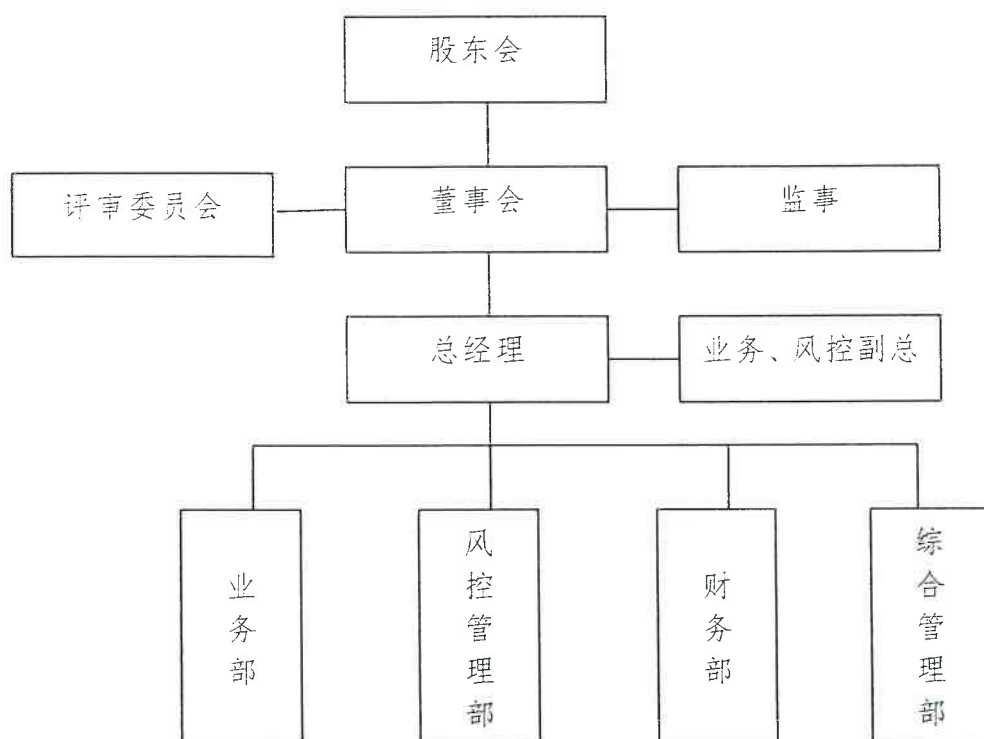 股东会
评审委员会
董事会
监事
总经理
业务、风控副总
业务部
风控管理部
财务部
综合管理部